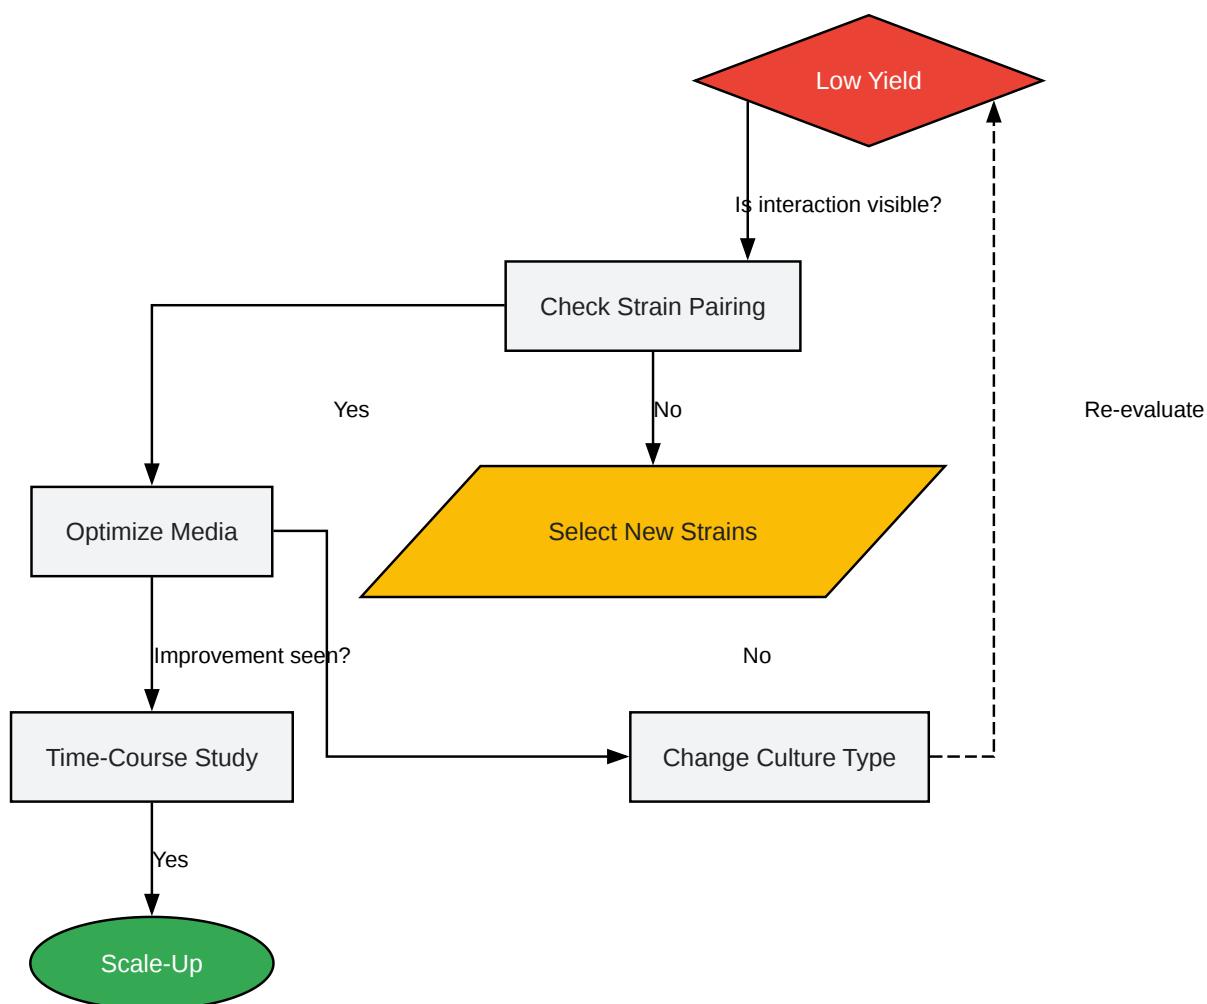 Low Yield
Is interaction visible?
Check Strain Pairing
Yes
No
Re-evaluate
Optimize Media
Select New Strains
Improvement seen?
No
Time-Course Study
Change Culture Type
Yes
Scale-Up